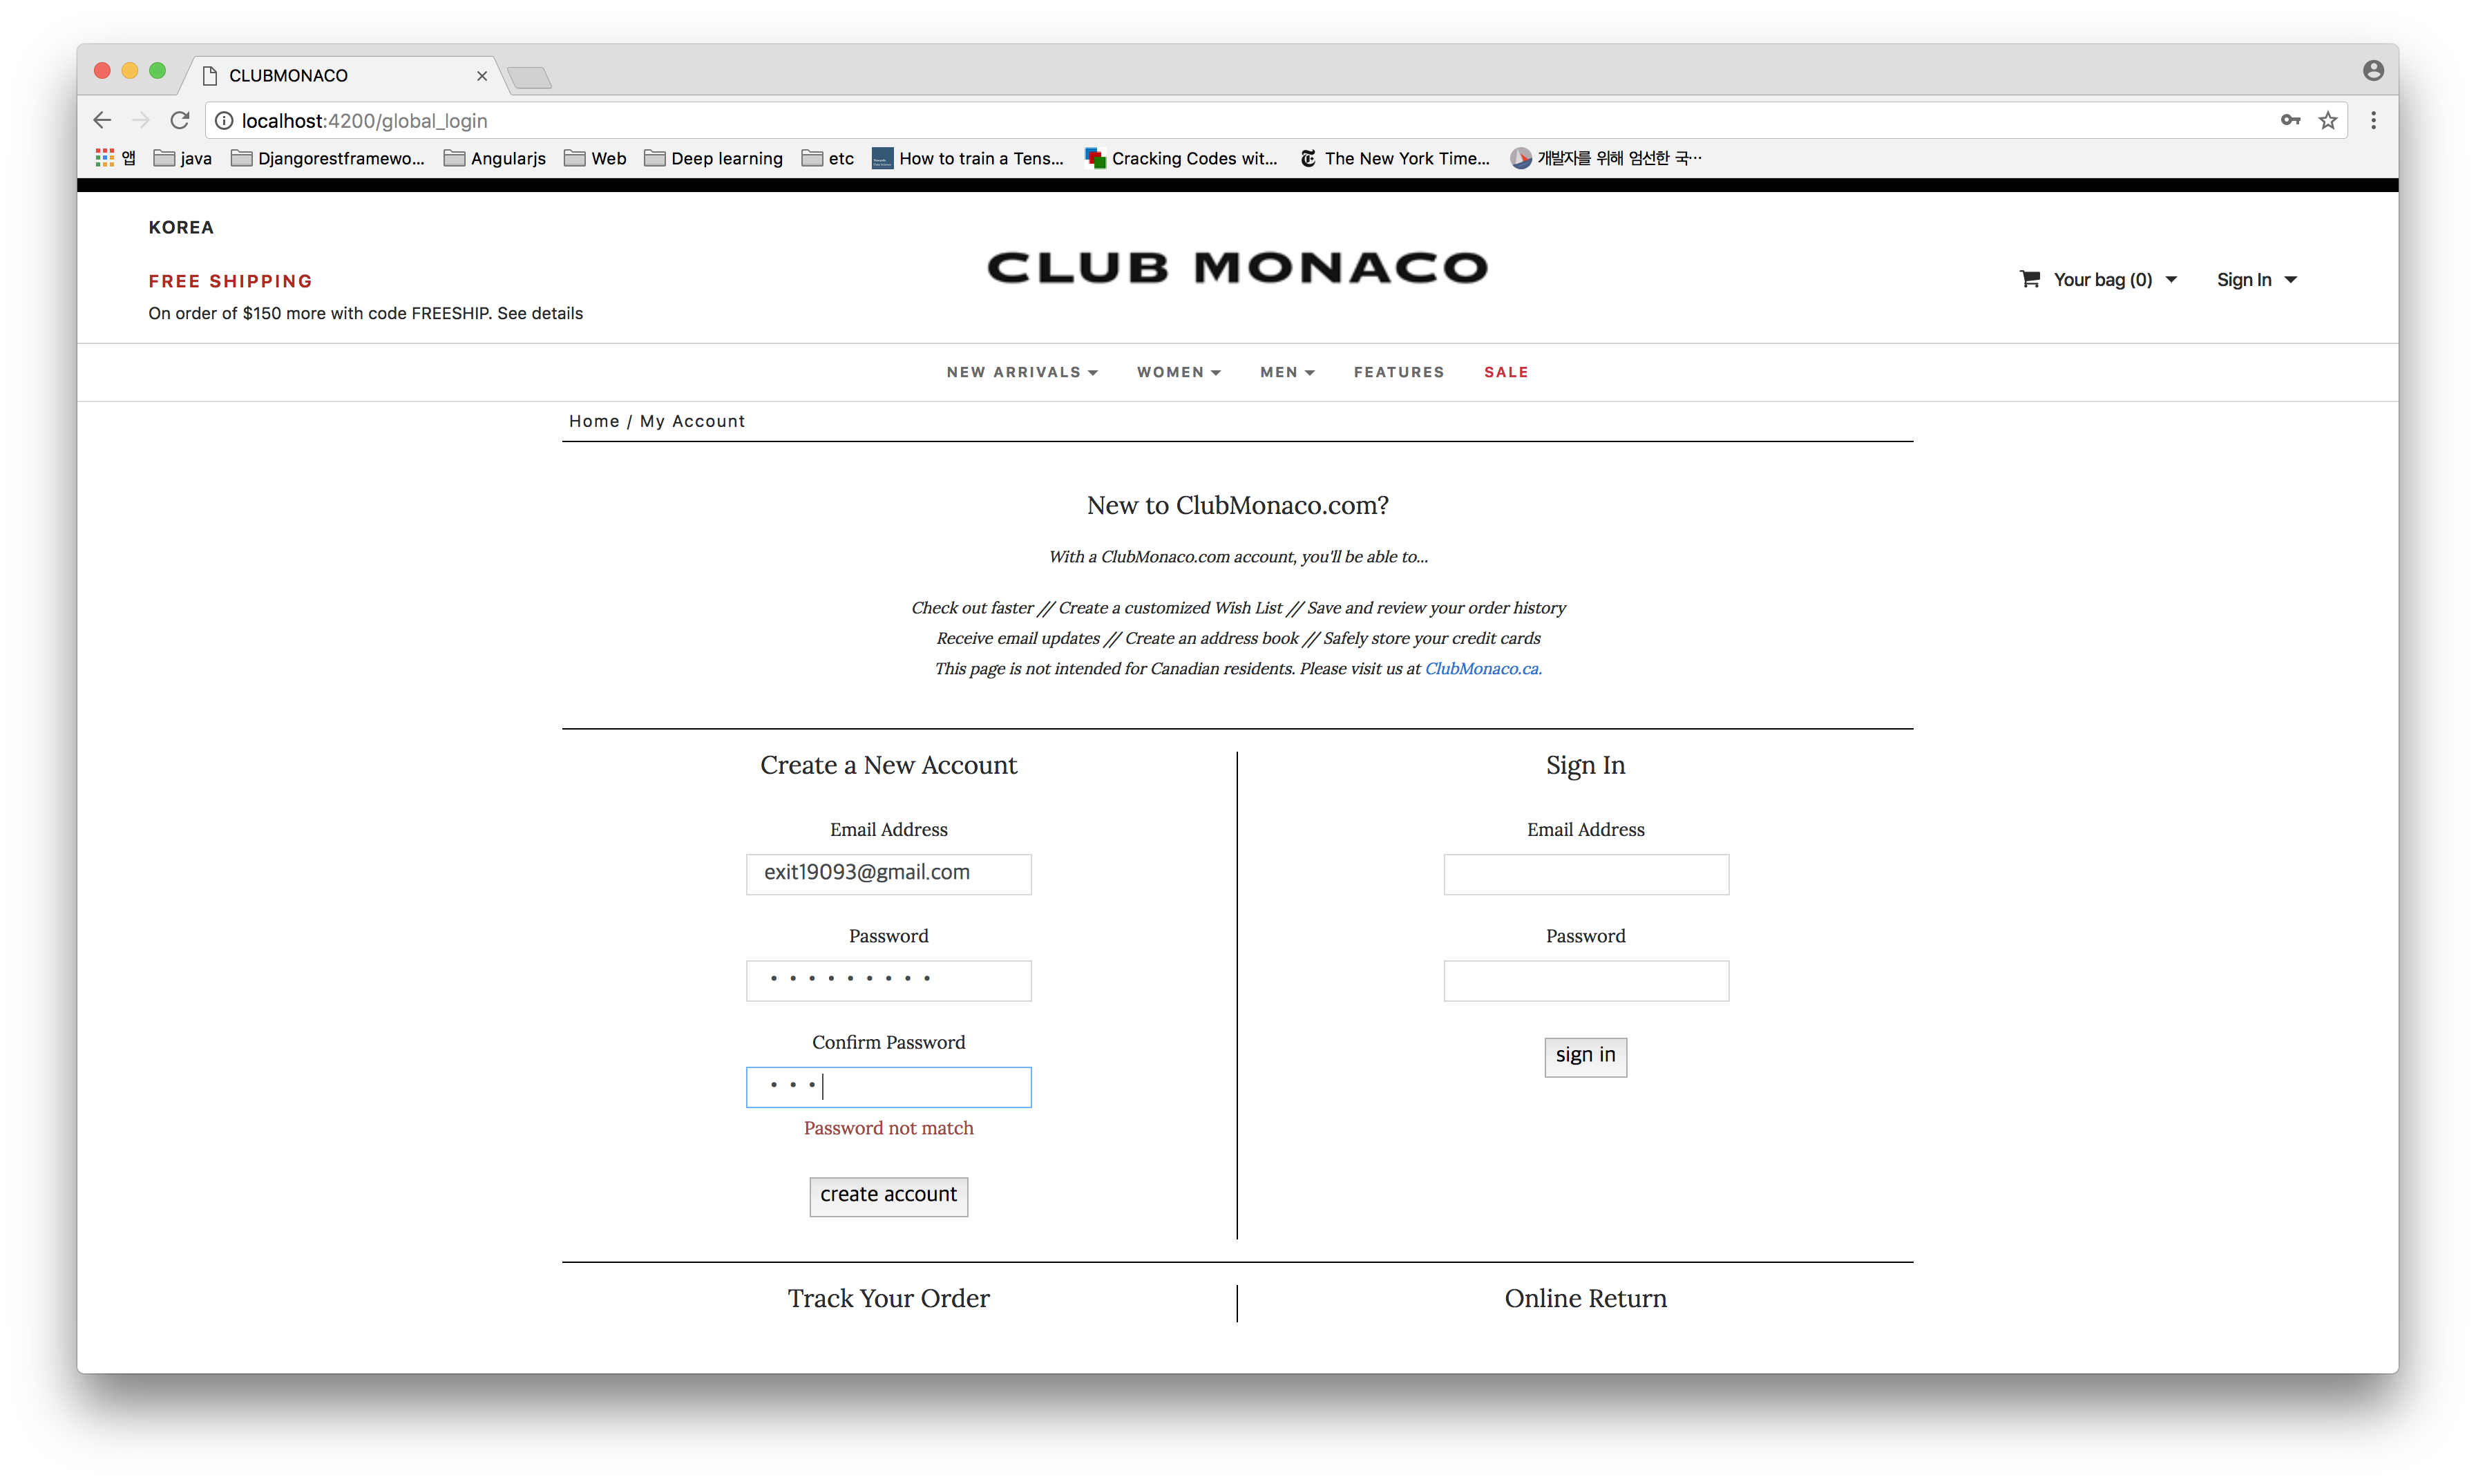 CLUBMONACO
localhost:4200/global_login
앱 java Djangorestframewo... Angularjs Web Deep learning etc How to train a Tens... Cracking Codes wit... The New York Time... 개발자를 위해 엄선한 국...
KOREA
FREE SHIPPING
On order of $150 more with code FREESHIP. See details
CLUB MONACO
Your bag (0) Sign In
NEW ARRIVALS WOMEN MEN FEATURES SALE
Home / My Account
New to ClubMonaco.com?
With a ClubMonaco.com account, you'll be able to...
Check out faster // Create a customized Wish List // Save and review your order history
Receive email updates // Create an address book // Safely store your credit cards
This page is not intended for Canadian residents. Please visit us at ClubMonaco.ca.
Create a New Account
Email Address
exit19093@gmail.com
Password
Confirm Password
Password not match
create account
Sign In
Email Address
Password
sign in
Track Your Order
Online Return